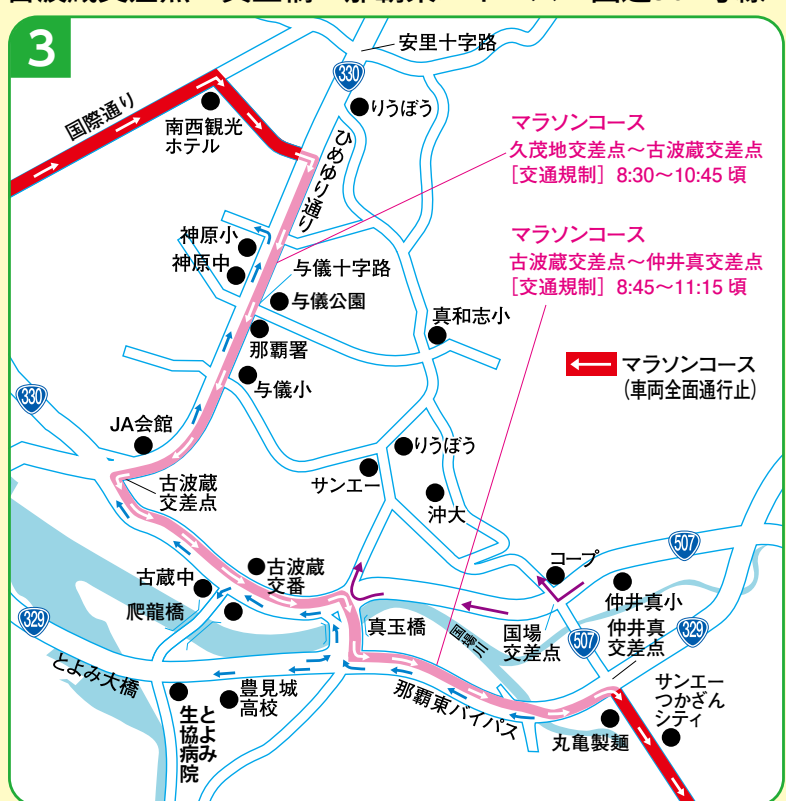 3
安里十字路
330
国際通り
南西観光
ホテル
りうぼう
ひめゆり通り
マラソンコース
久茂地交差点〜古波蔵交差点
[交通規制] 8:30〜10:45 頃
神原小
神原中
与儀十字路
与儀公園
マラソンコース
古波蔵交差点〜仲井真交差点
[交通規制] 8:45〜11:15 頃
那覇署
真和志小
与儀小
マラソンコース
(車両全面通行止)
330
JA会館
りうぼう
サンエー
古波蔵
交差点
沖大
507
コープ
古波蔵
交番
古蔵中
爬龍橋
仲井真小
329
真玉橋
国場川
国場
交差点
507
仲井真
交差点
329
とよみ大橋
豊見城
高校
那覇東バイパス
サンエー
つかざん
シティ
とよみ
生協病院
丸亀製麺